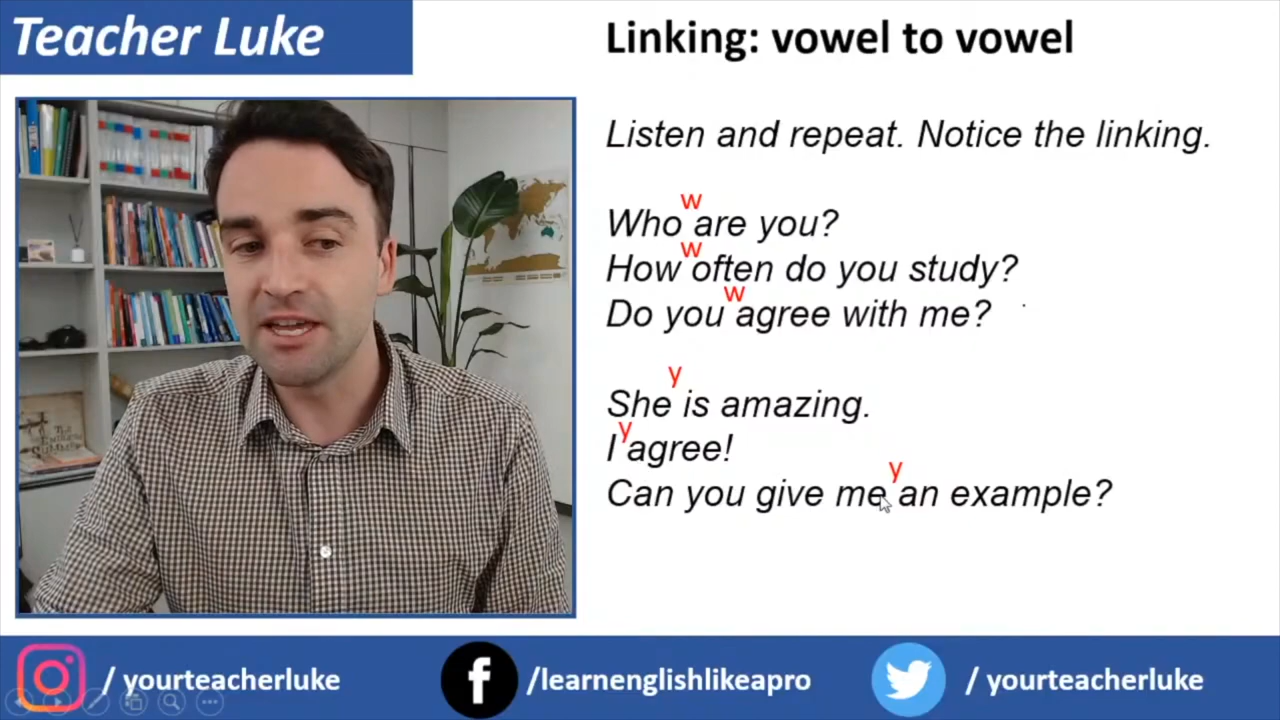 Teacher Luke
Linking: vowel to vowel
Listen and repeat. Notice the linking.
w
Who are you?
w
How often do you study?
w
Do you agree with me?
y
She is amazing.
y
I agree!
y
Can you give me an example?
/ yourteacherluke
/learnenglishlikeapro
/ yourteacherluke